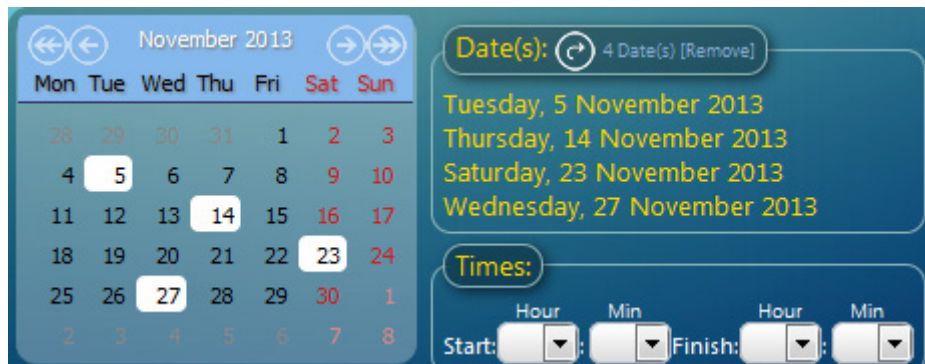 November 2013
Mon Tue Wed Thu Fri Sat Sun
28 29 30 31 1 2 3
4 5 6 7 8 9 10
11 12 13 14 15 16 17
18 19 20 21 22 23 24
25 26 27 28 29 30 1
2 3 4 5 6 7 8
Date(s): 4 Date(s) [Remove]
Tuesday, 5 November 2013
Thursday, 14 November 2013
Saturday, 23 November 2013
Wednesday, 27 November 2013
Times:
Hour Min Hour Min
Start: : Finish: :